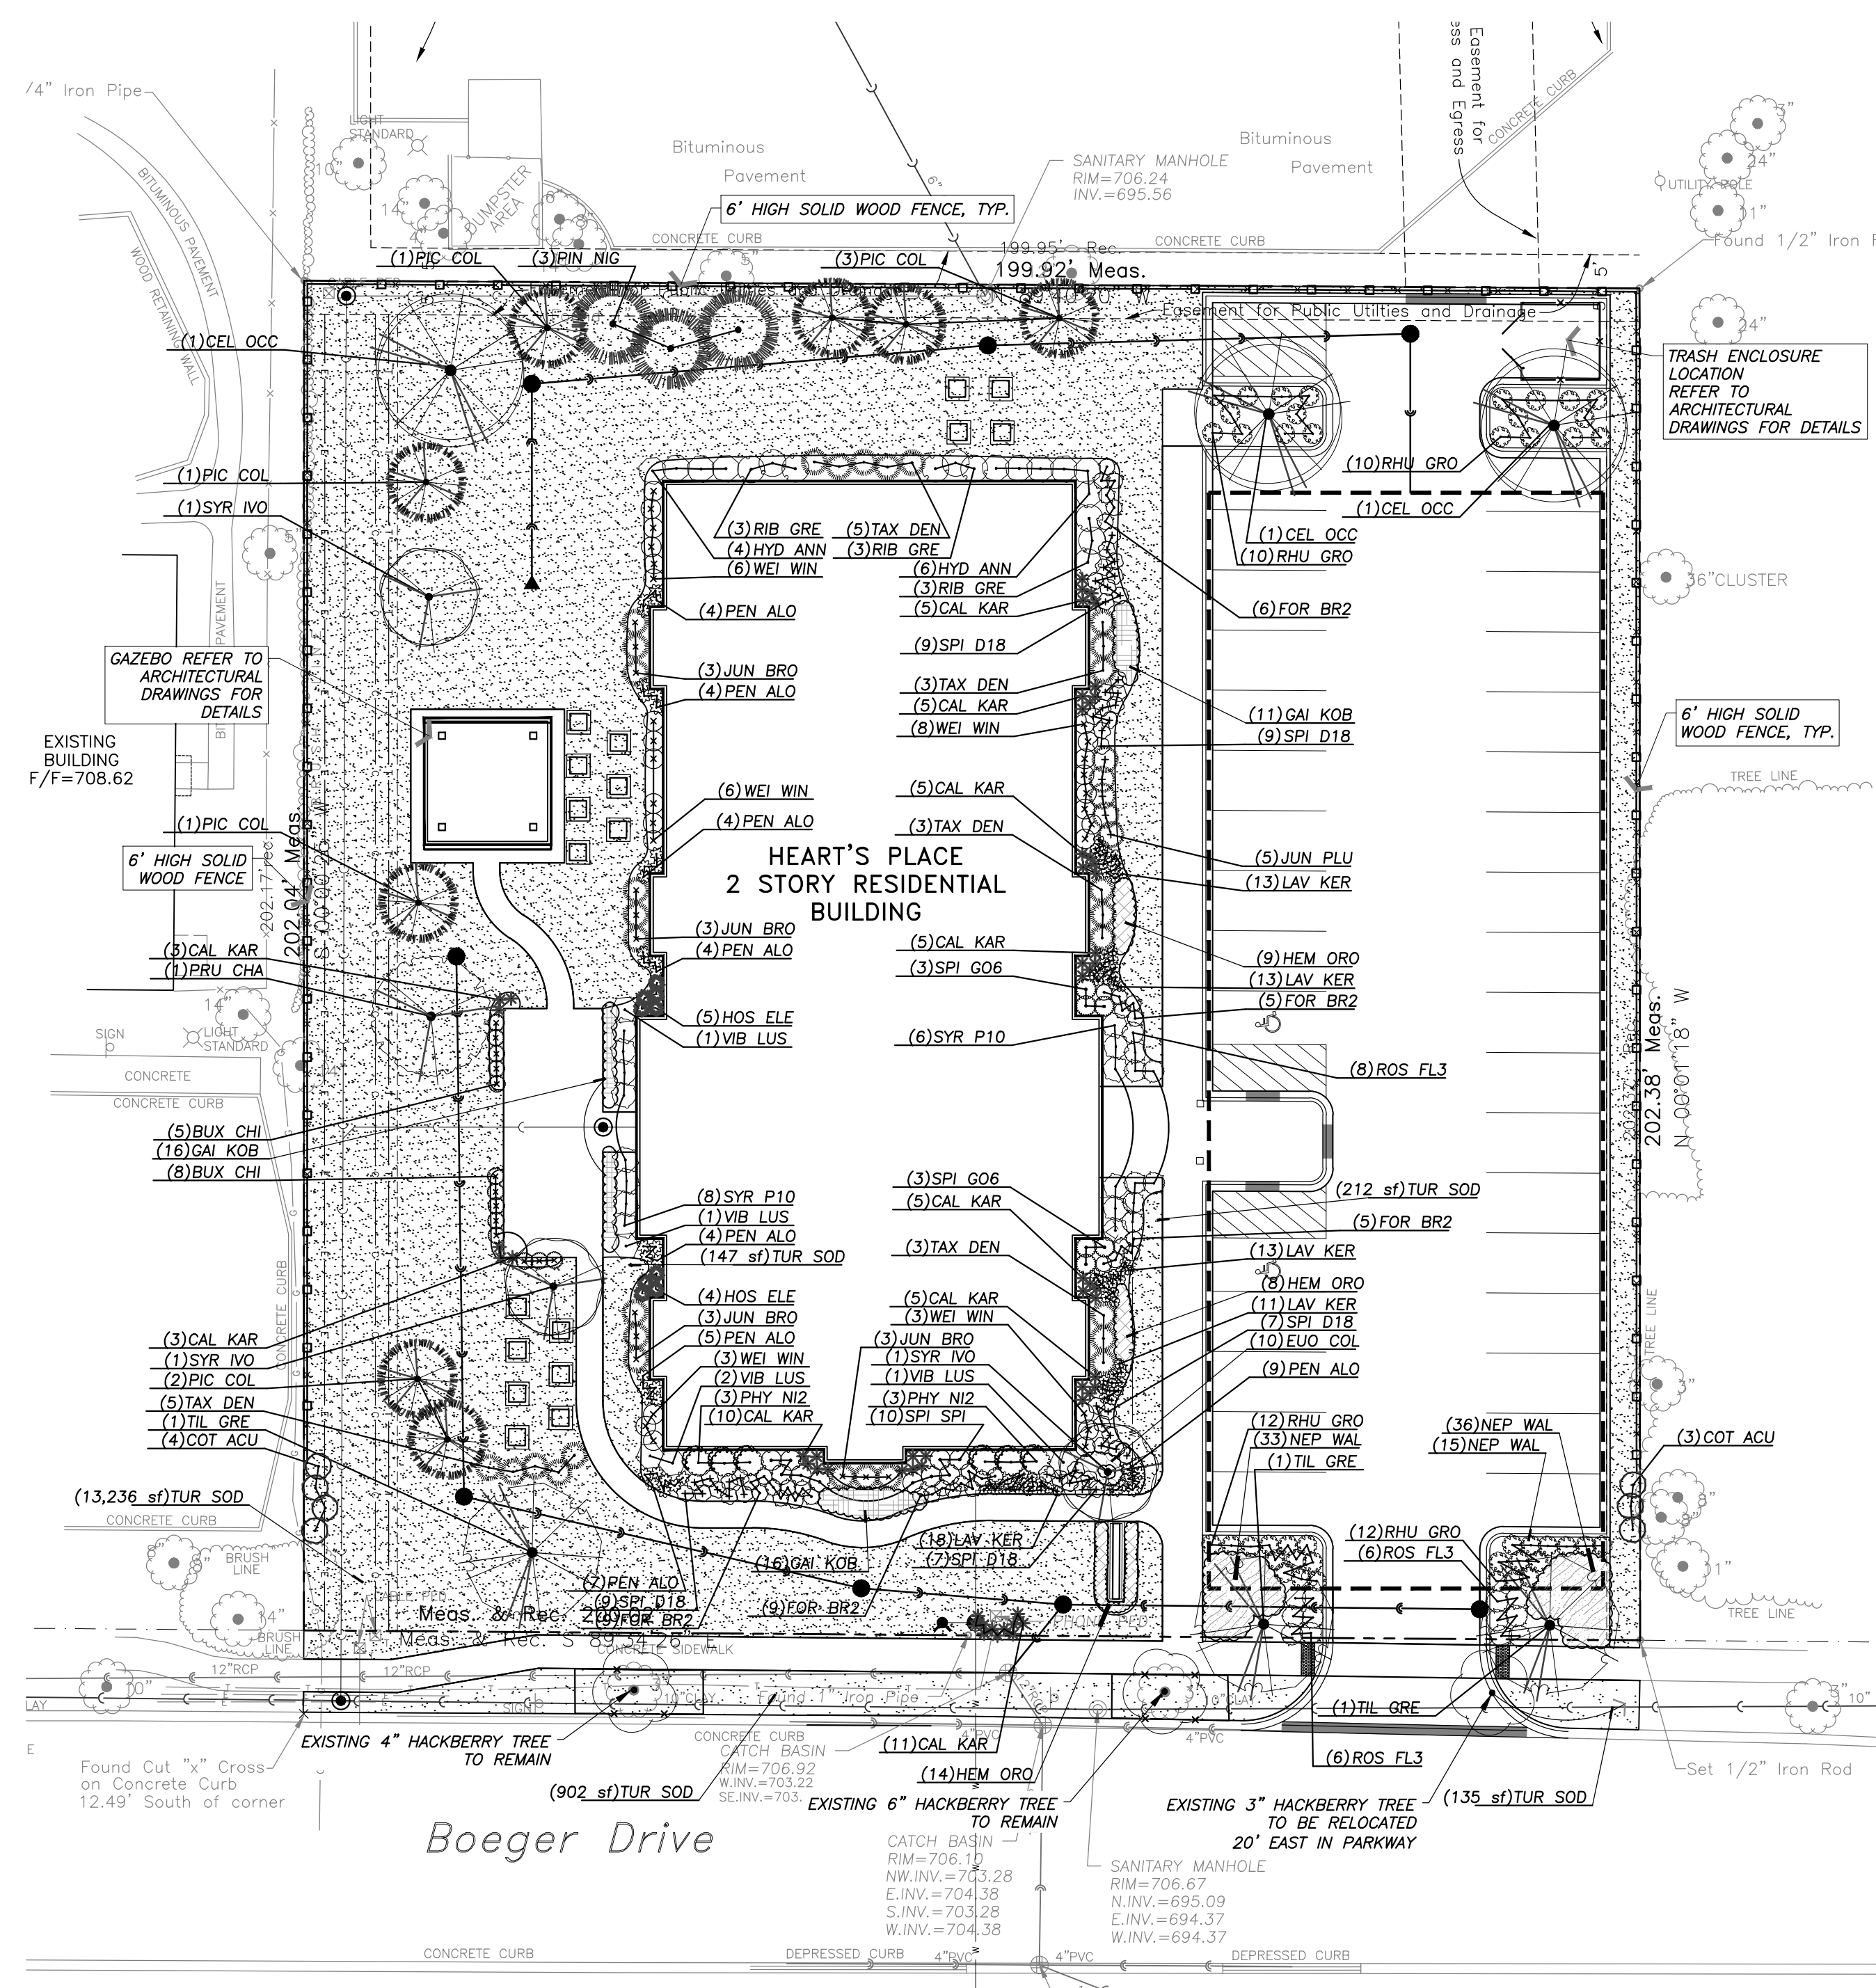 /4" Iron Pipe
Easement for
ss and Egress
CONCRETE CURB
LIGHT
STANDARD
10"
14"
4"
DUMPSTER
AREA
6"
8"
Bituminous
Pavement
6"
SANITARY MANHOLE
RIM=706.24
INV.=695.56
Bituminous
Pavement
24"
UTILITY POLE
Found 1/2" Iron
BITUMINOUS PAVEMENT
WOOD RETAINING WALL
6' HIGH SOLID WOOD FENCE, TYP.
CONCRETE CURB
CONCRETE CURB
199.95' Rec.
199.92' Meas.
5'
(1)PIC COL
(3)PIN NIG
(3)PIC COL
Easement for Public Utilties and Drainage
24"
(1)CEL OCC
TRASH ENCLOSURE
LOCATION
REFER TO
ARCHITECTURAL
DRAWINGS FOR DETAILS
(1)PIC COL
(1)SYR IVO
(10)RHU GRO
(1)CEL OCC
(1)CEL OCC
(10)RHU GRO
(3)RIB GRE
(5)TAX DEN
(4)HYD ANN
(3)RIB GRE
(6)WEI WIN
(6)HYD ANN
(3)RIB GRE
(5)CAL KAR
(4)PEN ALO
(6)FOR BR2
(9)SPI D18
36"CLUSTER
PAVEMENT
GAZEBO REFER TO
ARCHITECTURAL
DRAWINGS FOR
DETAILS
(3)JUN BRO
(4)PEN ALO
(3)TAX DEN
(5)CAL KAR
(8)WEI WIN
(11)GAI KOB
(9)SPI D18
6' HIGH SOLID
WOOD FENCE, TYP.
EXISTING
BUILDING
F/F=708.62
TREE LINE
(6)WEI WIN
(4)PEN ALO
(5)CAL KAR
(3)TAX DEN
(1)PIC COL
6' HIGH SOLID
WOOD FENCE
202.17' rec.
202.04' Meas.
HEART'S PLACE
2 STORY RESIDENTIAL
BUILDING
(5)JUN PLU
(13)LAV KER
(3)CAL KAR
(1)PRU CHA
(3)JUN BRO
(4)PEN ALO
(5)CAL KAR
(3)SPI GO6
(9)HEM ORO
(13)LAV KER
(5)FOR BR2
14"
SIGN
LIGHT
STANDARD
CONCRETE
CONCRETE CURB
(5)HOS ELE
(1)VIB LUS
(6)SYR P10
(8)ROS FL3
202.38' Meas.
N 00°01'18" W
(5)BUX CHI
(16)GAI KOB
(8)BUX CHI
(8)SYR P10
(1)VIB LUS
(4)PEN ALO
(147 sf)TUR SOD
(3)SPI GO6
(5)CAL KAR
(3)TAX DEN
(212 sf)TUR SOD
(5)FOR BR2
(13)LAV KER
(8)HEM ORO
(11)LAV KER
(7)SPI D18
(10)EUO COL
(9)PEN ALO
CONCRETE CURB
TREE LINE
(4)HOS ELE
(3)JUN BRO
(5)PEN ALO
(3)WEI WIN
(2)VIB LUS
(3)PHY NI2
(10)CAL KAR
(5)CAL KAR
(3)WEI WIN
(3)JUN BRO
(1)SYR IVO
(1)VIB LUS
(3)PHY NI2
(10)SPI SPI
(3)CAL KAR
(1)SYR IVO
(2)PIC COL
(5)TAX DEN
(1)TIL GRE
(4)COT ACU
(12)RHU GRO
(33)NEP WAL
(1)TIL GRE
(36)NEP WAL
(15)NEP WAL
(3)COT ACU
(13,236 sf)TUR SOD
CONCRETE CURB
BRUSH
LINE
14"
BRUSH
LINE
(16)GAI KOB
(18)LAV KER
(7)SPI D18
(12)RHU GRO
(6)ROS FL3
(7)PEN ALO
(9)SPI D18
(9)FOR BR2
(9)FOR BR2
TREE LINE
CONCRETE SIDEWALK
12"RCP
12"RCP
10"
Found 1" Iron Pipe
3"
10"
(1)TIL GRE
EXISTING 4" HACKBERRY TREE
TO REMAIN
CONCRETE CURB
CATCH BASIN
RIM=706.92
W.INV.=703.22
SE.INV.=703.
4"PVC
(11)CAL KAR
4"PVC
(6)ROS FL3
Found Cut "x" Cross
on Concrete Curb
12.49' South of corner
(902 sf)TUR SOD
(14)HEM ORO
EXISTING 6" HACKBERRY TREE
TO REMAIN
EXISTING 3" HACKBERRY TREE
TO BE RELOCATED
20' EAST IN PARKWAY
(135 sf)TUR SOD
Set 1/2" Iron Rod
Boeger Drive
CATCH BASIN
RIM=706.10
NW.INV.=703.28
E.INV.=704.38
S.INV.=703.28
W.INV.=704.38
SANITARY MANHOLE
RIM=706.67
N.INV.=695.09
E.INV.=694.37
W.INV.=694.37
CONCRETE CURB
DEPRESSED CURB
4"PVC
4"PVC
DEPRESSED CURB